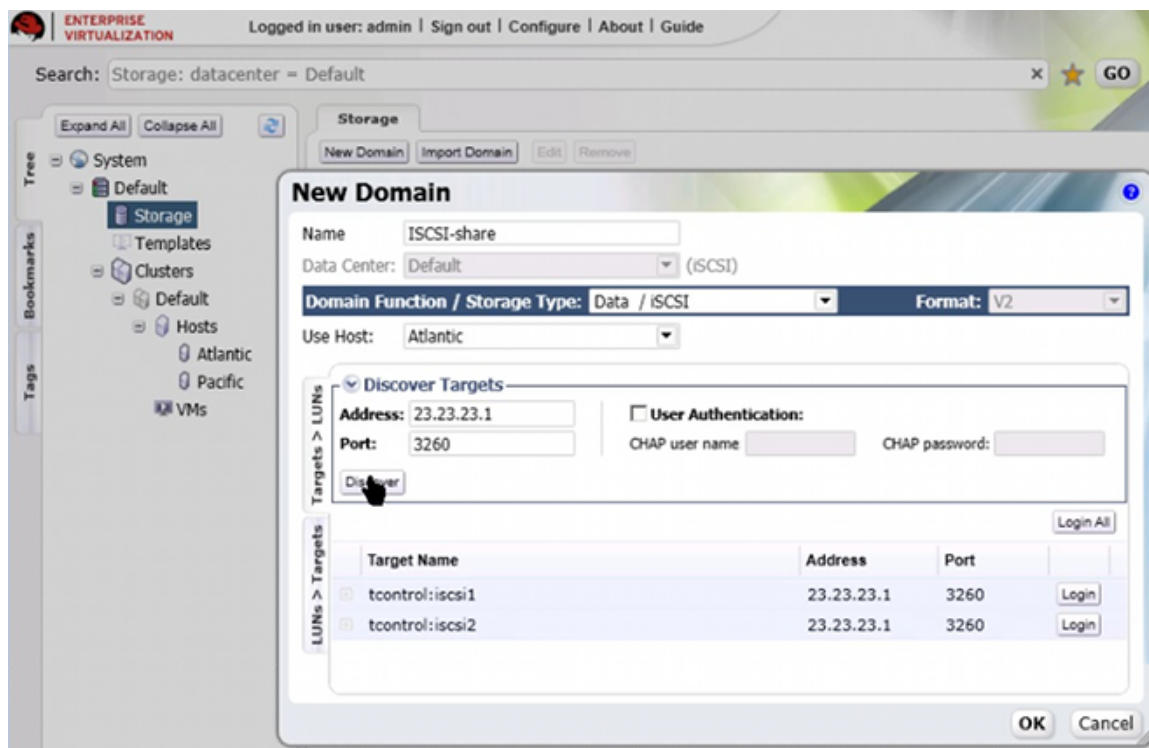 ENTERPRISE
VIRTUALIZATION
Logged in user: admin | Sign out | Configure | About | Guide
Search: Storage: datacenter = Default × GO
Expand All Collapse All
Storage
New Domain Import Domain Edit Remove
Tree
Bookmarks
Tags
System
Default
Storage
Templates
Clusters
Default
Hosts
Atlantic
Pacific
VMs
New Domain
?
Name ISCSI-share
Data Center: Default (iSCSI)
Domain Function / Storage Type: Data / iSCSI Format: V2
Use Host: Atlantic
Targets > LUNs
LUNs > Targets
Discover Targets
Address: 23.23.23.1 User Authentication:
Port: 3260 CHAP user name CHAP password:
Discover
Login All
Target Name Address Port
tcontrol:iscsi1 23.23.23.1 3260 Login
tcontrol:iscsi2 23.23.23.1 3260 Login
OK Cancel